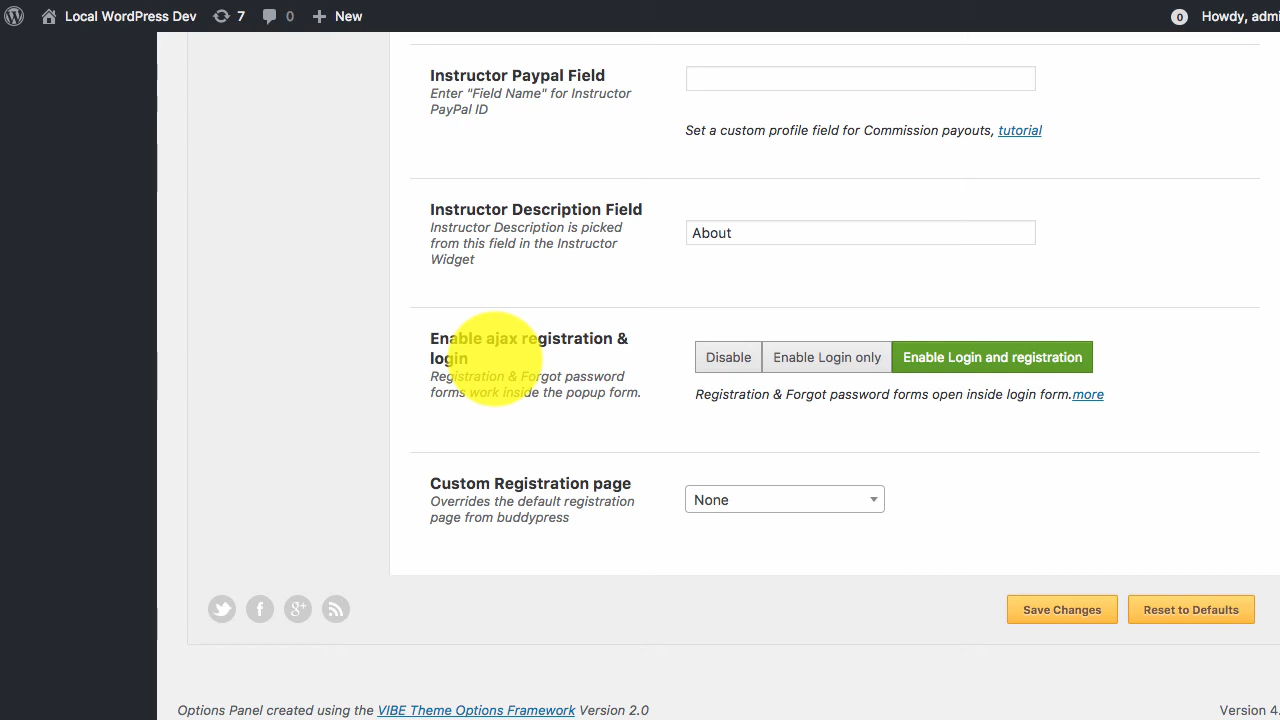 Local WordPress Dev 7 0 New 0 Howdy, admi
Instructor Paypal Field
Enter "Field Name" for Instructor
PayPal ID
Set a custom profile field for Commission payouts, tutorial
Instructor Description Field
Instructor Description is picked
from this field in the Instructor
Widget
About
Enable ajax registration &
login
Registration & Forgot password
forms work inside the popup form.
Disable Enable Login only Enable Login and registration
Registration & Forgot password forms open inside login form.more
Custom Registration page
Overrides the default registration
page from buddypress
None
Save Changes Reset to Defaults
Options Panel created using the VIBE Theme Options Framework Version 2.0
Version 4.